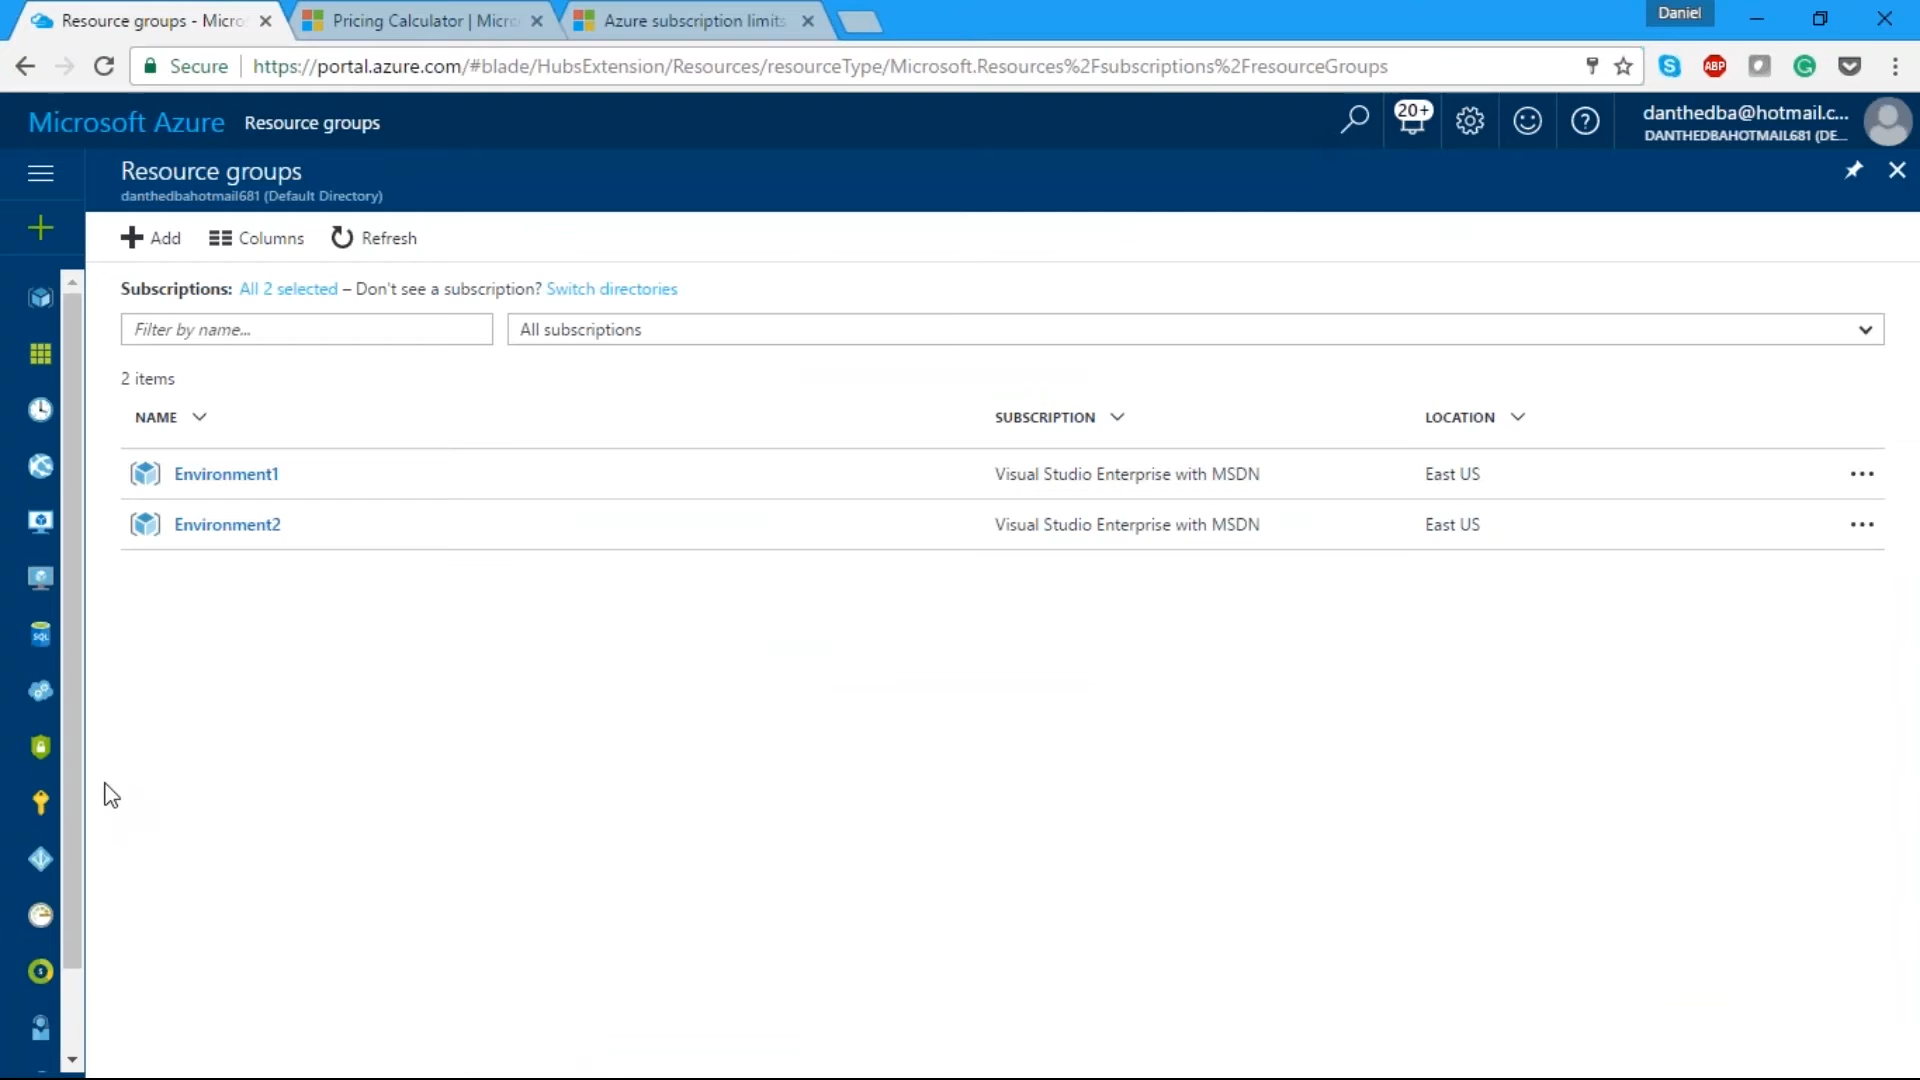 Resource groups - Micro
Pricing Calculator | Micro
Azure subscription limits
Daniel
Secure
https://portal.azure.com/#blade/HubsExtension/Resources/resourceType/Microsoft.Resources%2Fsubscriptions%2FresourceGroups
S
ABP
G
Microsoft Azure
Resource groups
20+
danthedba@hotmail.c...
DANTHEDBAHOTMAIL681 (DE...
Resource groups
danthedbahotmail681 (Default Directory)
Add
Columns
Refresh
Subscriptions: All 2 selected – Don't see a subscription? Switch directories
Filter by name...
All subscriptions
2 items
NAME
SUBSCRIPTION
LOCATION
Environment1
Visual Studio Enterprise with MSDN
East US
Environment2
Visual Studio Enterprise with MSDN
East US
SQL